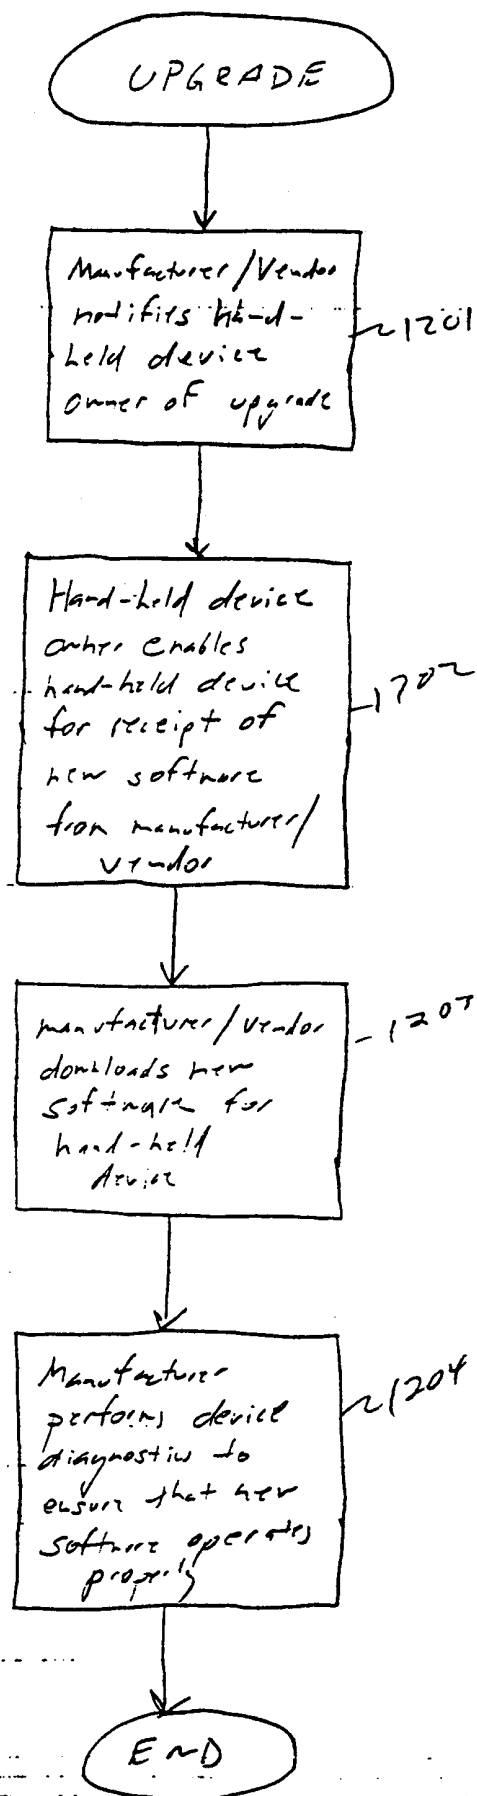 UPGRADE
Manufacturer/Vendor
notifies hand-
held device
owner of upgrade
1201
Hand-held device
owner enables
hand-held device
for receipt of
new software
from manufacturer/
vendor
1202
manufacturer/vendor
downloads new
software for
hand-held
device
1203
Manufacturer
performs device
diagnostics to
ensure that new
software operates
properly
1204
END